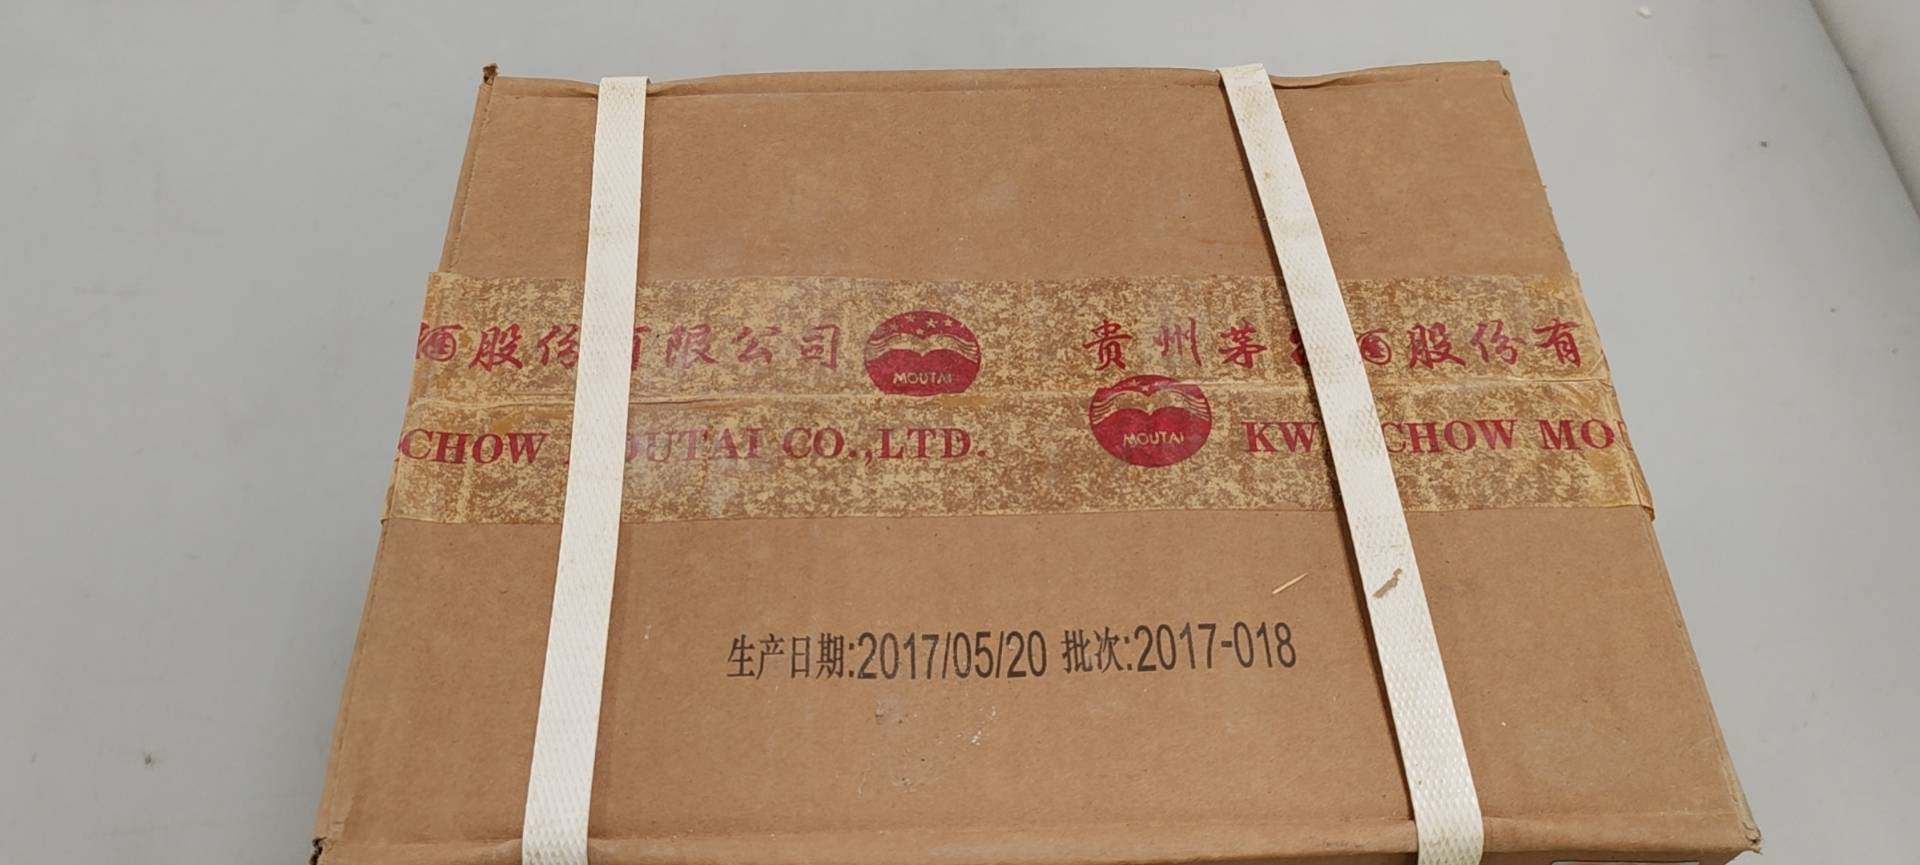 股份有限公司 MOUTAI 贵州茅 酒股份有
MOUTAI
CHOW OUTAI CO.,LTD. KW CHOW MO
生产日期:2017/05/20 批次:2017-018